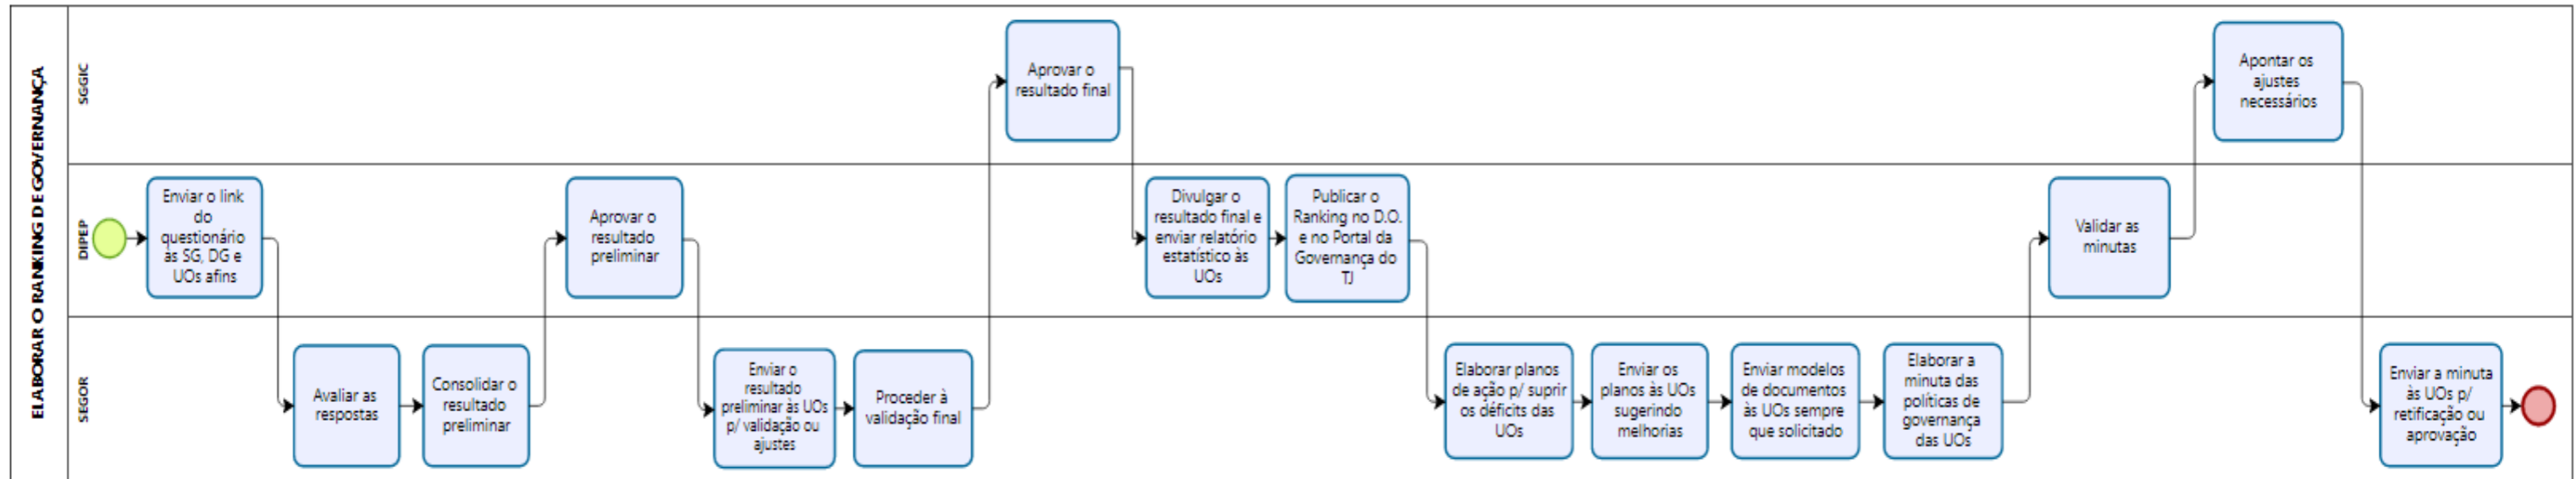 ELABORAR O RANKING DE GOVERNANÇA
SGGIC
Aprovar o
resultado final
Apontar os
ajustes
necessários
DIPEP
Enviar o link
do
questionário
às SG, DG e
UOs afins
Aprovar o
resultado
preliminar
Divulgar o
resultado final e
enviar relatório
estatístico às
UOs
Publicar o
Ranking no D.O.
e no Portal da
Governança do
TJ
Validar as
minutas
SEGOR
Avaliar as
respostas
Consolidar o
resultado
preliminar
Enviar o
resultado
preliminar às UOs
p/ validação ou
ajustes
Proceder à
validação final
Elaborar planos
de ação p/ suprir
os déficits das
UOs
Enviar os
planos às UOs
sugerindo
melhorias
Enviar modelos
de documentos
às UOs sempre
que solicitado
Elaborar a
minuta das
políticas de
governança
das UOs
Enviar a minuta
às UOs p/
retificação ou
aprovação